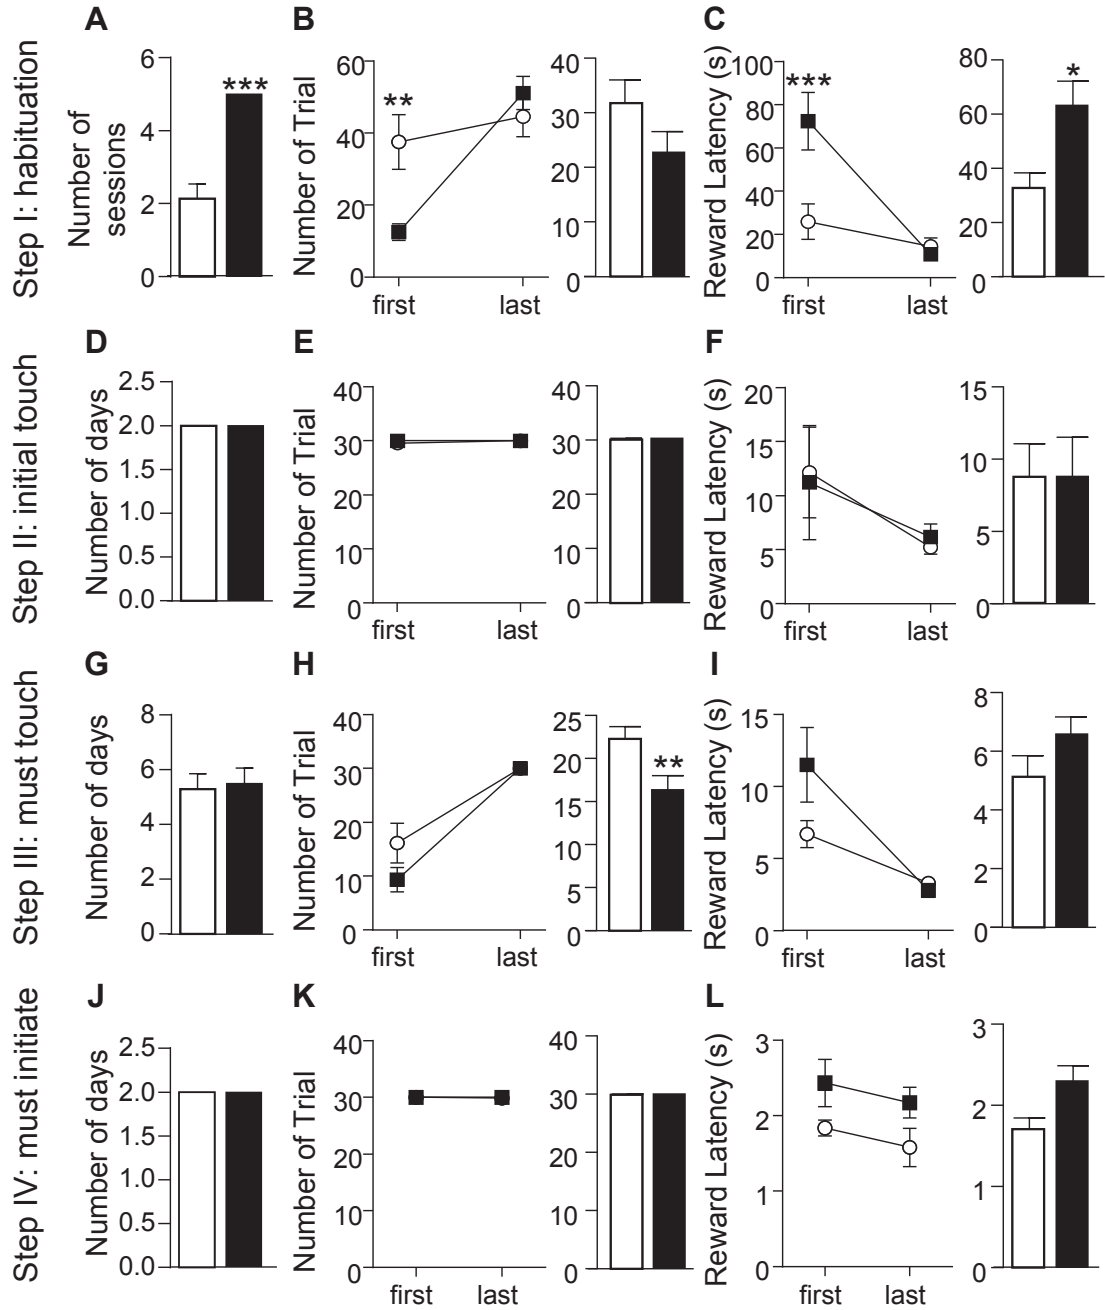 Step I: habituation
A
Number of
sessions
6
4
2
0
***
B
Number of Trial
60
40
20
0
**
first
last
40
30
20
10
0
C
Reward Latency (s)
100
80
60
40
20
0
***
first
last
80
60
40
20
0
*
Step II: initial touch
D
Number of days
2.5
2.0
1.5
1.0
0.5
0.0
E
Number of Trial
40
30
20
10
0
first
last
40
30
20
10
0
F
Reward Latency (s)
20
15
10
5
0
first
last
15
10
5
0
Step III: must touch
G
Number of days
8
6
4
2
0
H
Number of Trial
40
30
20
10
0
first
last
25
20
15
10
5
0
**
I
Reward Latency (s)
15
10
5
0
first
last
8
6
4
2
0
Step IV: must initiate
J
Number of days
2.5
2.0
1.5
1.0
0.5
0.0
K
Number of Trial
40
30
20
10
0
first
last
40
30
20
10
0
L
Reward Latency (s)
3
2
1
0
first
last
3
2
1
0